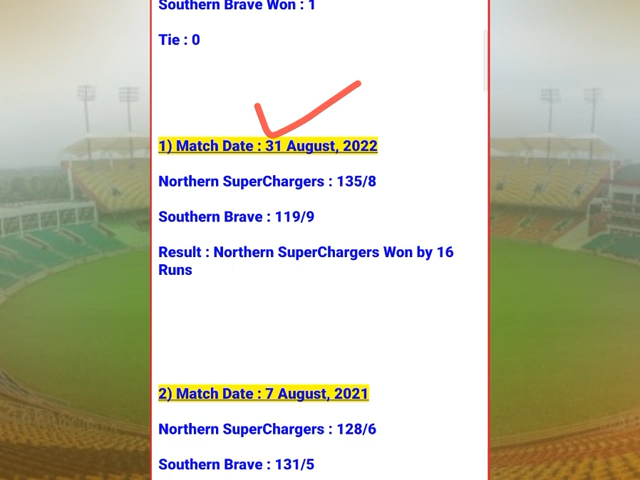 Southern Brave Won : 1
Tie : 0
1) Match Date : 31 August, 2022
Northern SuperChargers : 135/8
Southern Brave : 119/9
Result : Northern SuperChargers Won by 16
Runs
2) Match Date : 7 August, 2021
Northern SuperChargers : 128/6
Southern Brave : 131/5